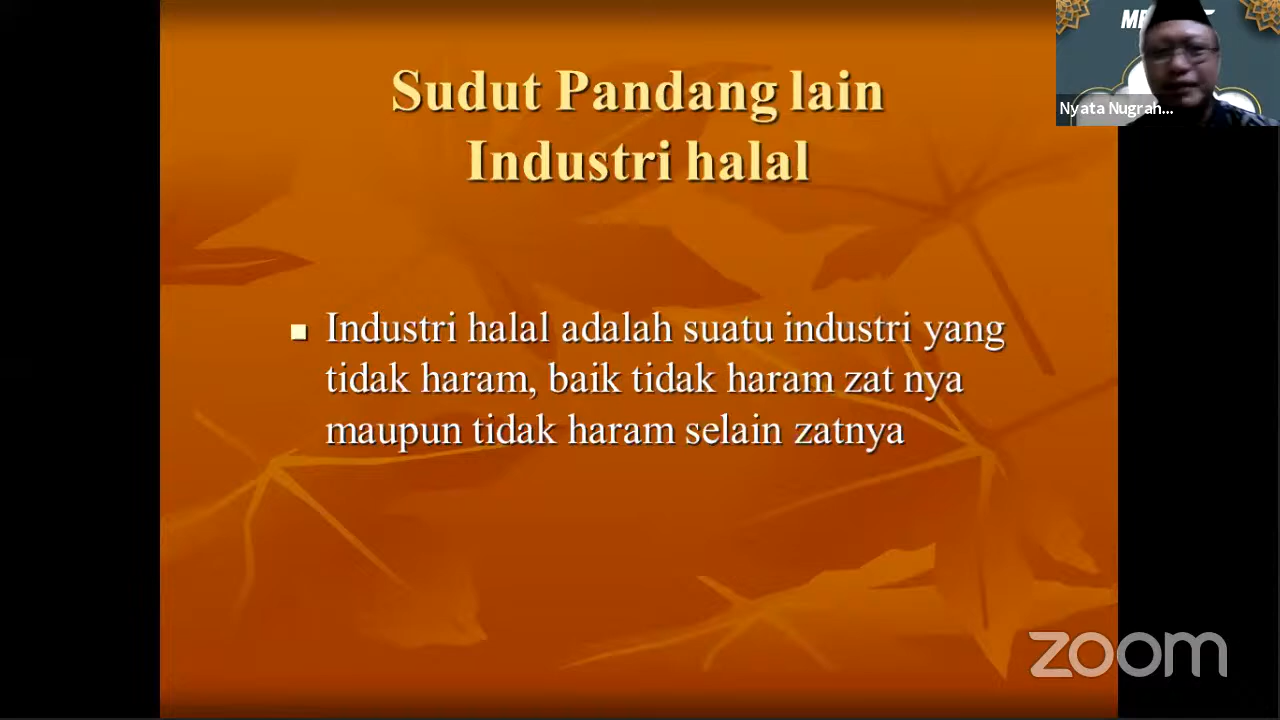 Sudut Pandang lain
Industri halal
Industri halal adalah suatu industri yang
tidak haram, baik tidak haram zat nya
maupun tidak haram selain zatnya
Nyata Nugrah...
zoom